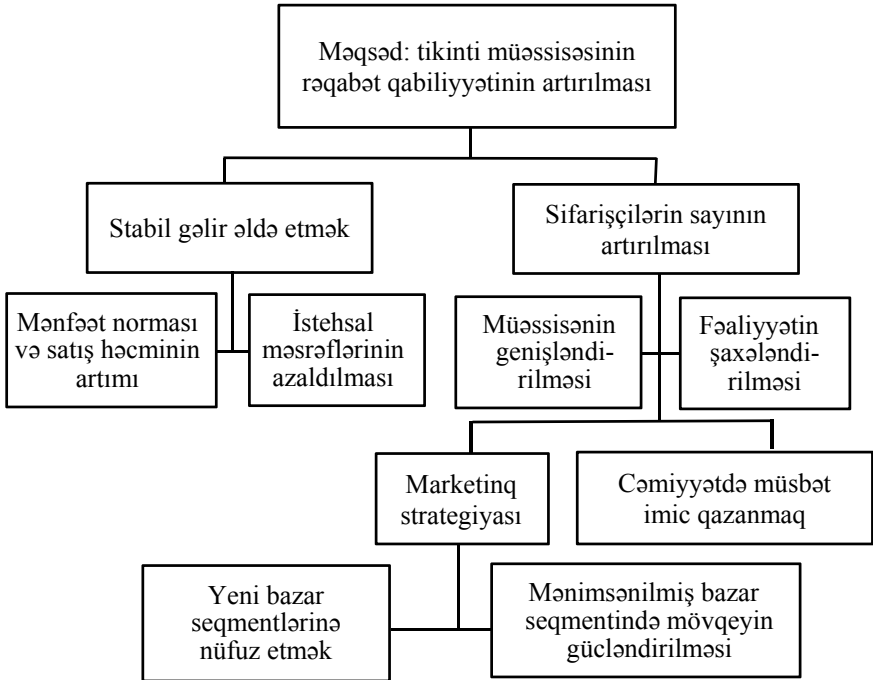 Məqsəd: tikinti müəssisəsinin
rəqabət qabiliyyətinin artırılması
Stabil gəlir əldə etmək
Sifarişçilərin sayının
artırılması
Mənfəət norması
və satış həcminin
artımı
İstehsal
məsrəflərinin
azaldılması
Müəssisənin
genişləndi-
rilməsi
Fəaliyyətin
şaxələndi-
rilməsi
Marketinq
strategiyası
Cəmiyyətdə müsbət
imic qazanmaq
Yeni bazar
seqmentlərinə
nüfuz etmək
Mənimsənilmiş bazar
seqmentində mövqeyin
gücləndirilməsi